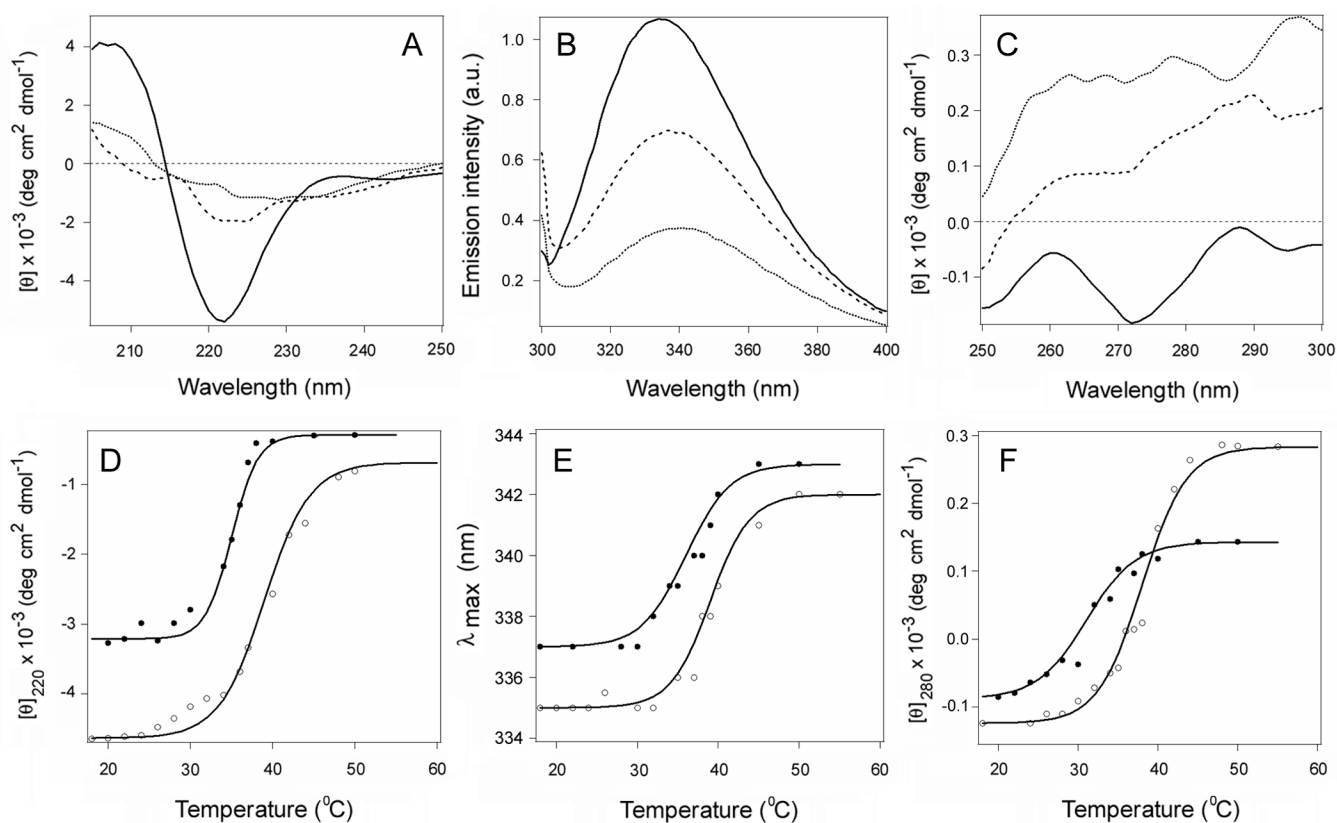 A
[θ] x 10⁻³ (deg cm² dmol⁻¹)
4
2
0
-2
-4
210 220 230 240 250
Wavelength (nm)
B
Emission intensity (a.u.)
1.0
0.8
0.6
0.4
0.2
300 320 340 360 380 400
Wavelength (nm)
C
[θ] x 10⁻³ (deg cm² dmol⁻¹)
0.3
0.2
0.1
0.0
-0.1
250 260 270 280 290 300
Wavelength (nm)
D
[θ]₂₂₀ x 10⁻³ (deg cm² dmol⁻¹)
-1
-2
-3
-4
20 30 40 50 60
Temperature (⁰C)
E
λ max (nm)
344
342
340
338
336
334
20 30 40 50 60
Temperature (⁰C)
F
[θ]₂₈₀ x 10⁻³ (deg cm² dmol⁻¹)
0.3
0.2
0.1
0.0
-0.1
20 30 40 50 60
Temperature (⁰C)